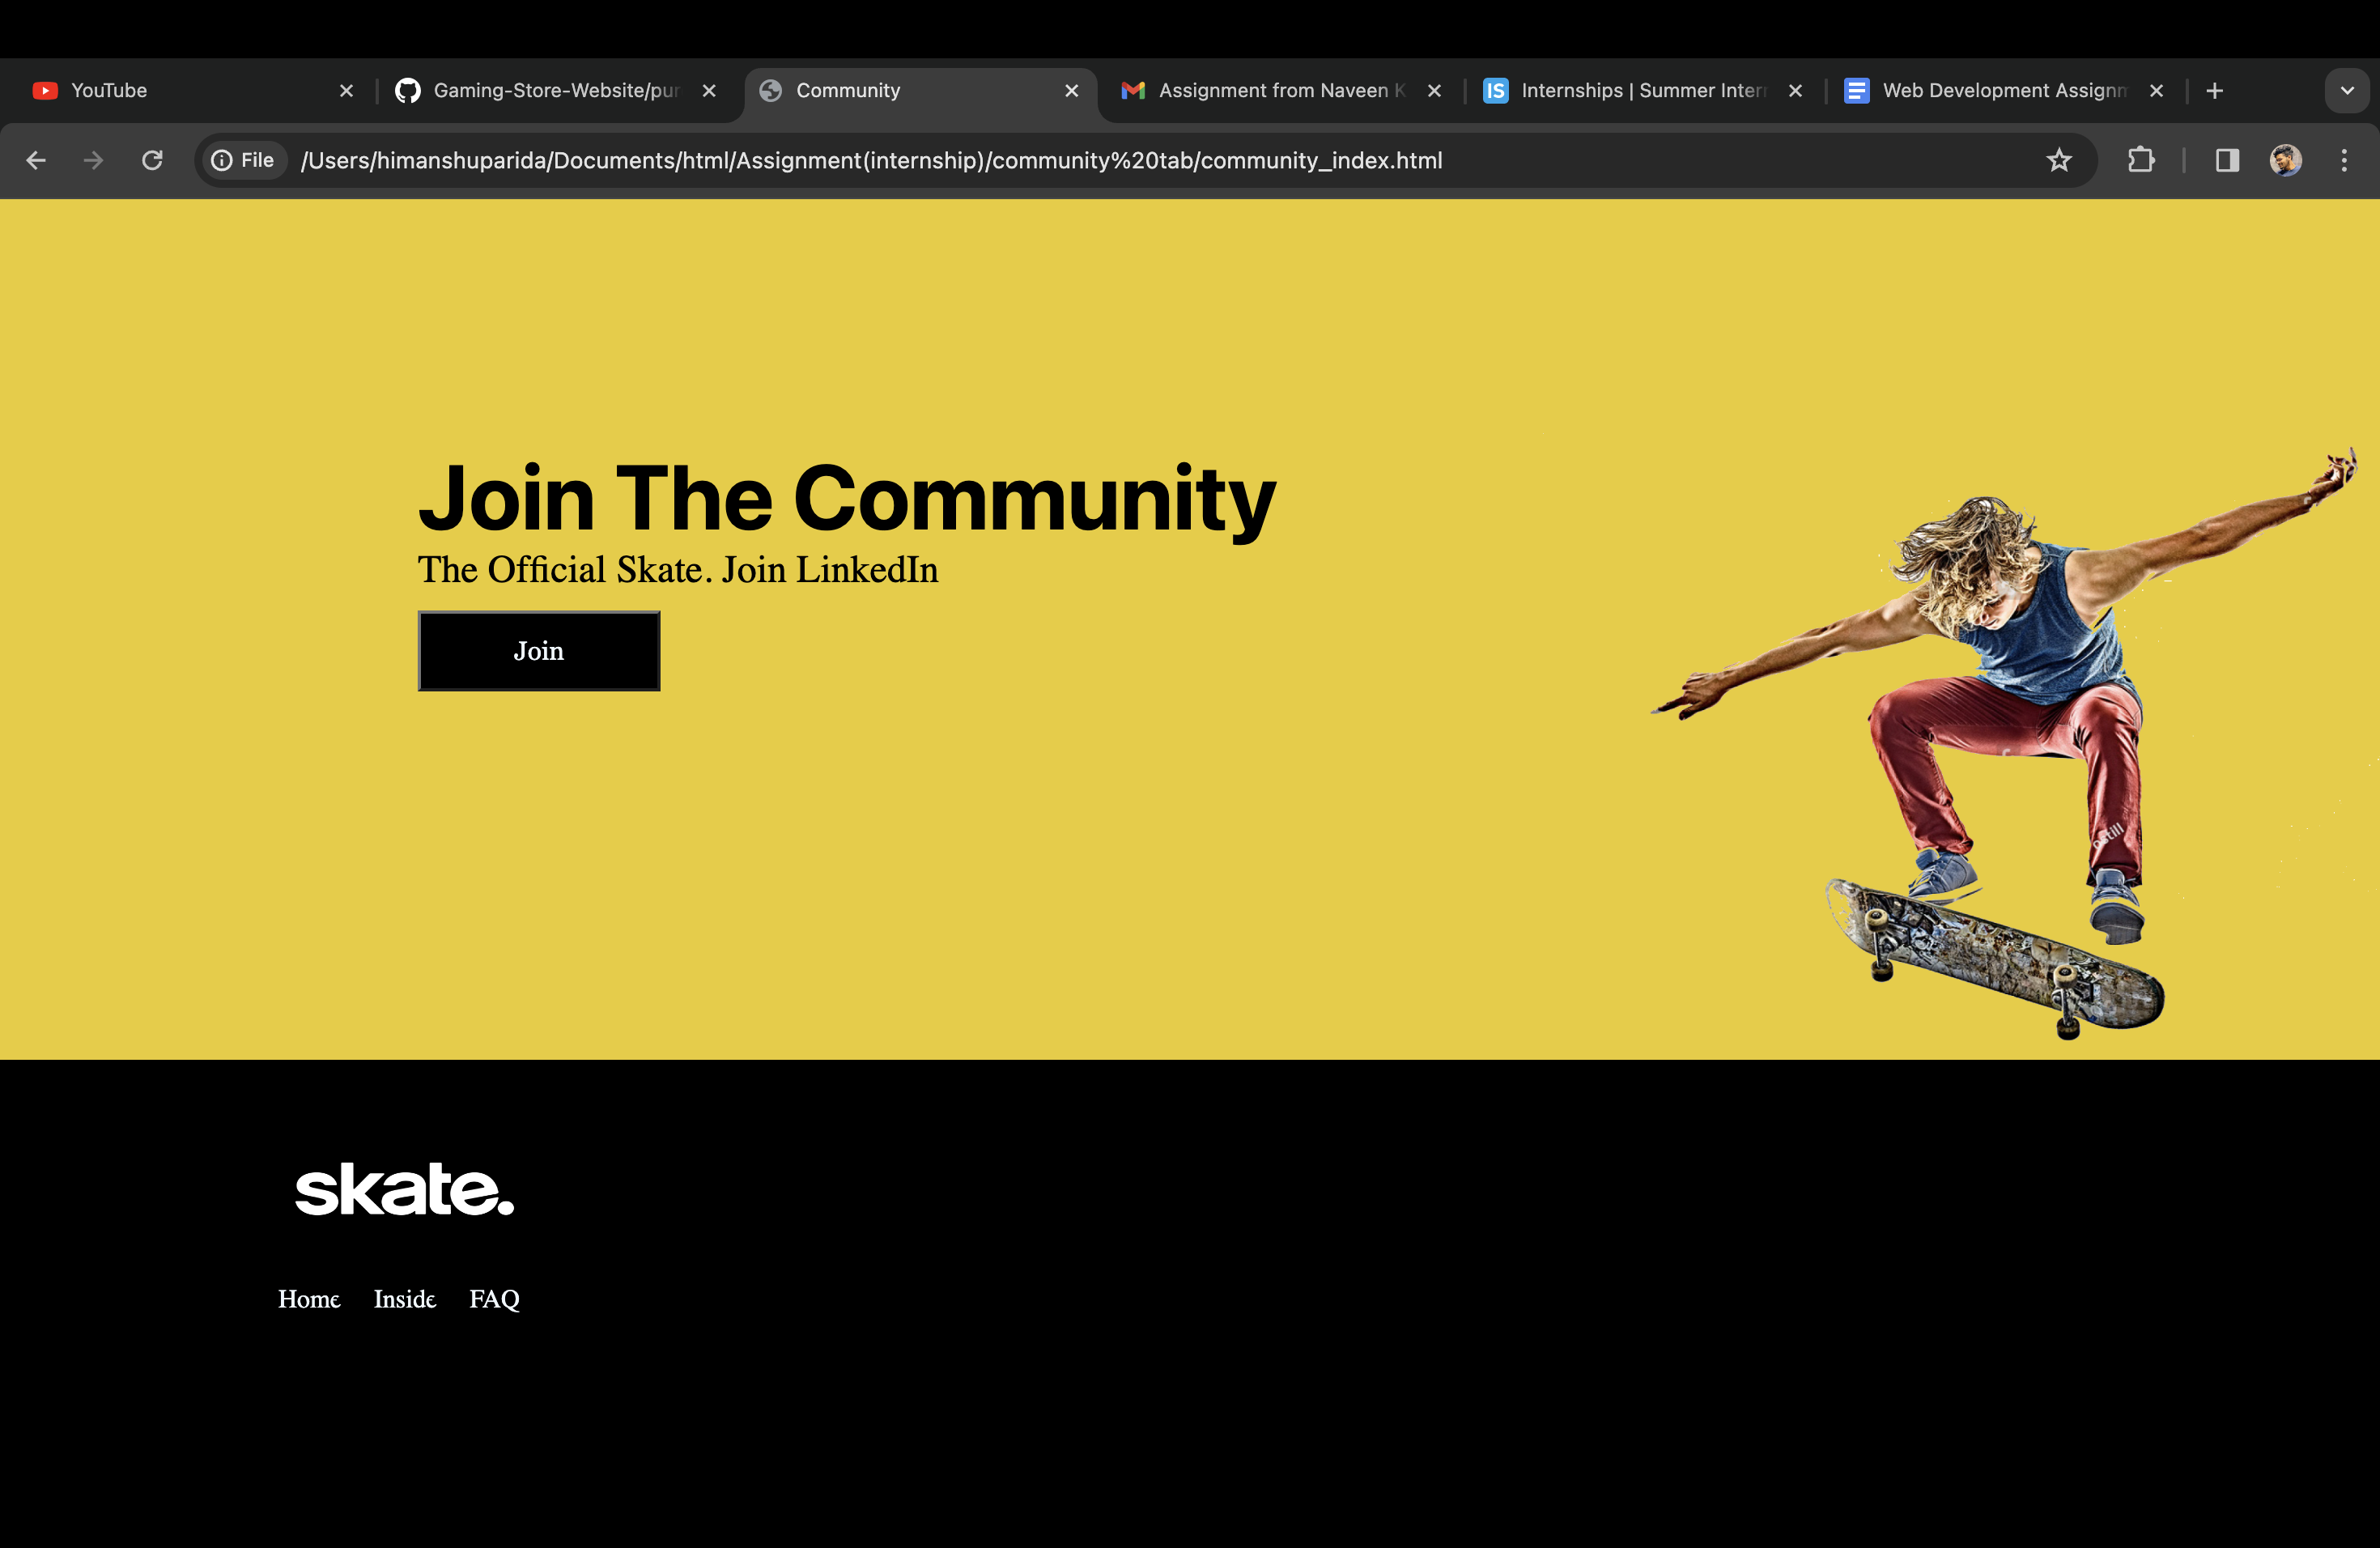 YouTube
Gaming-Store-Website/pur
Community
Assignment from Naveen K
IS
Internships | Summer Inter
Web Development Assignm
File
/Users/himanshuparida/Documents/html/Assignment(internship)/community%20tab/community_index.html
Join The Community
The Official Skate. Join LinkedIn
Join
skate.
Home Inside FAQ